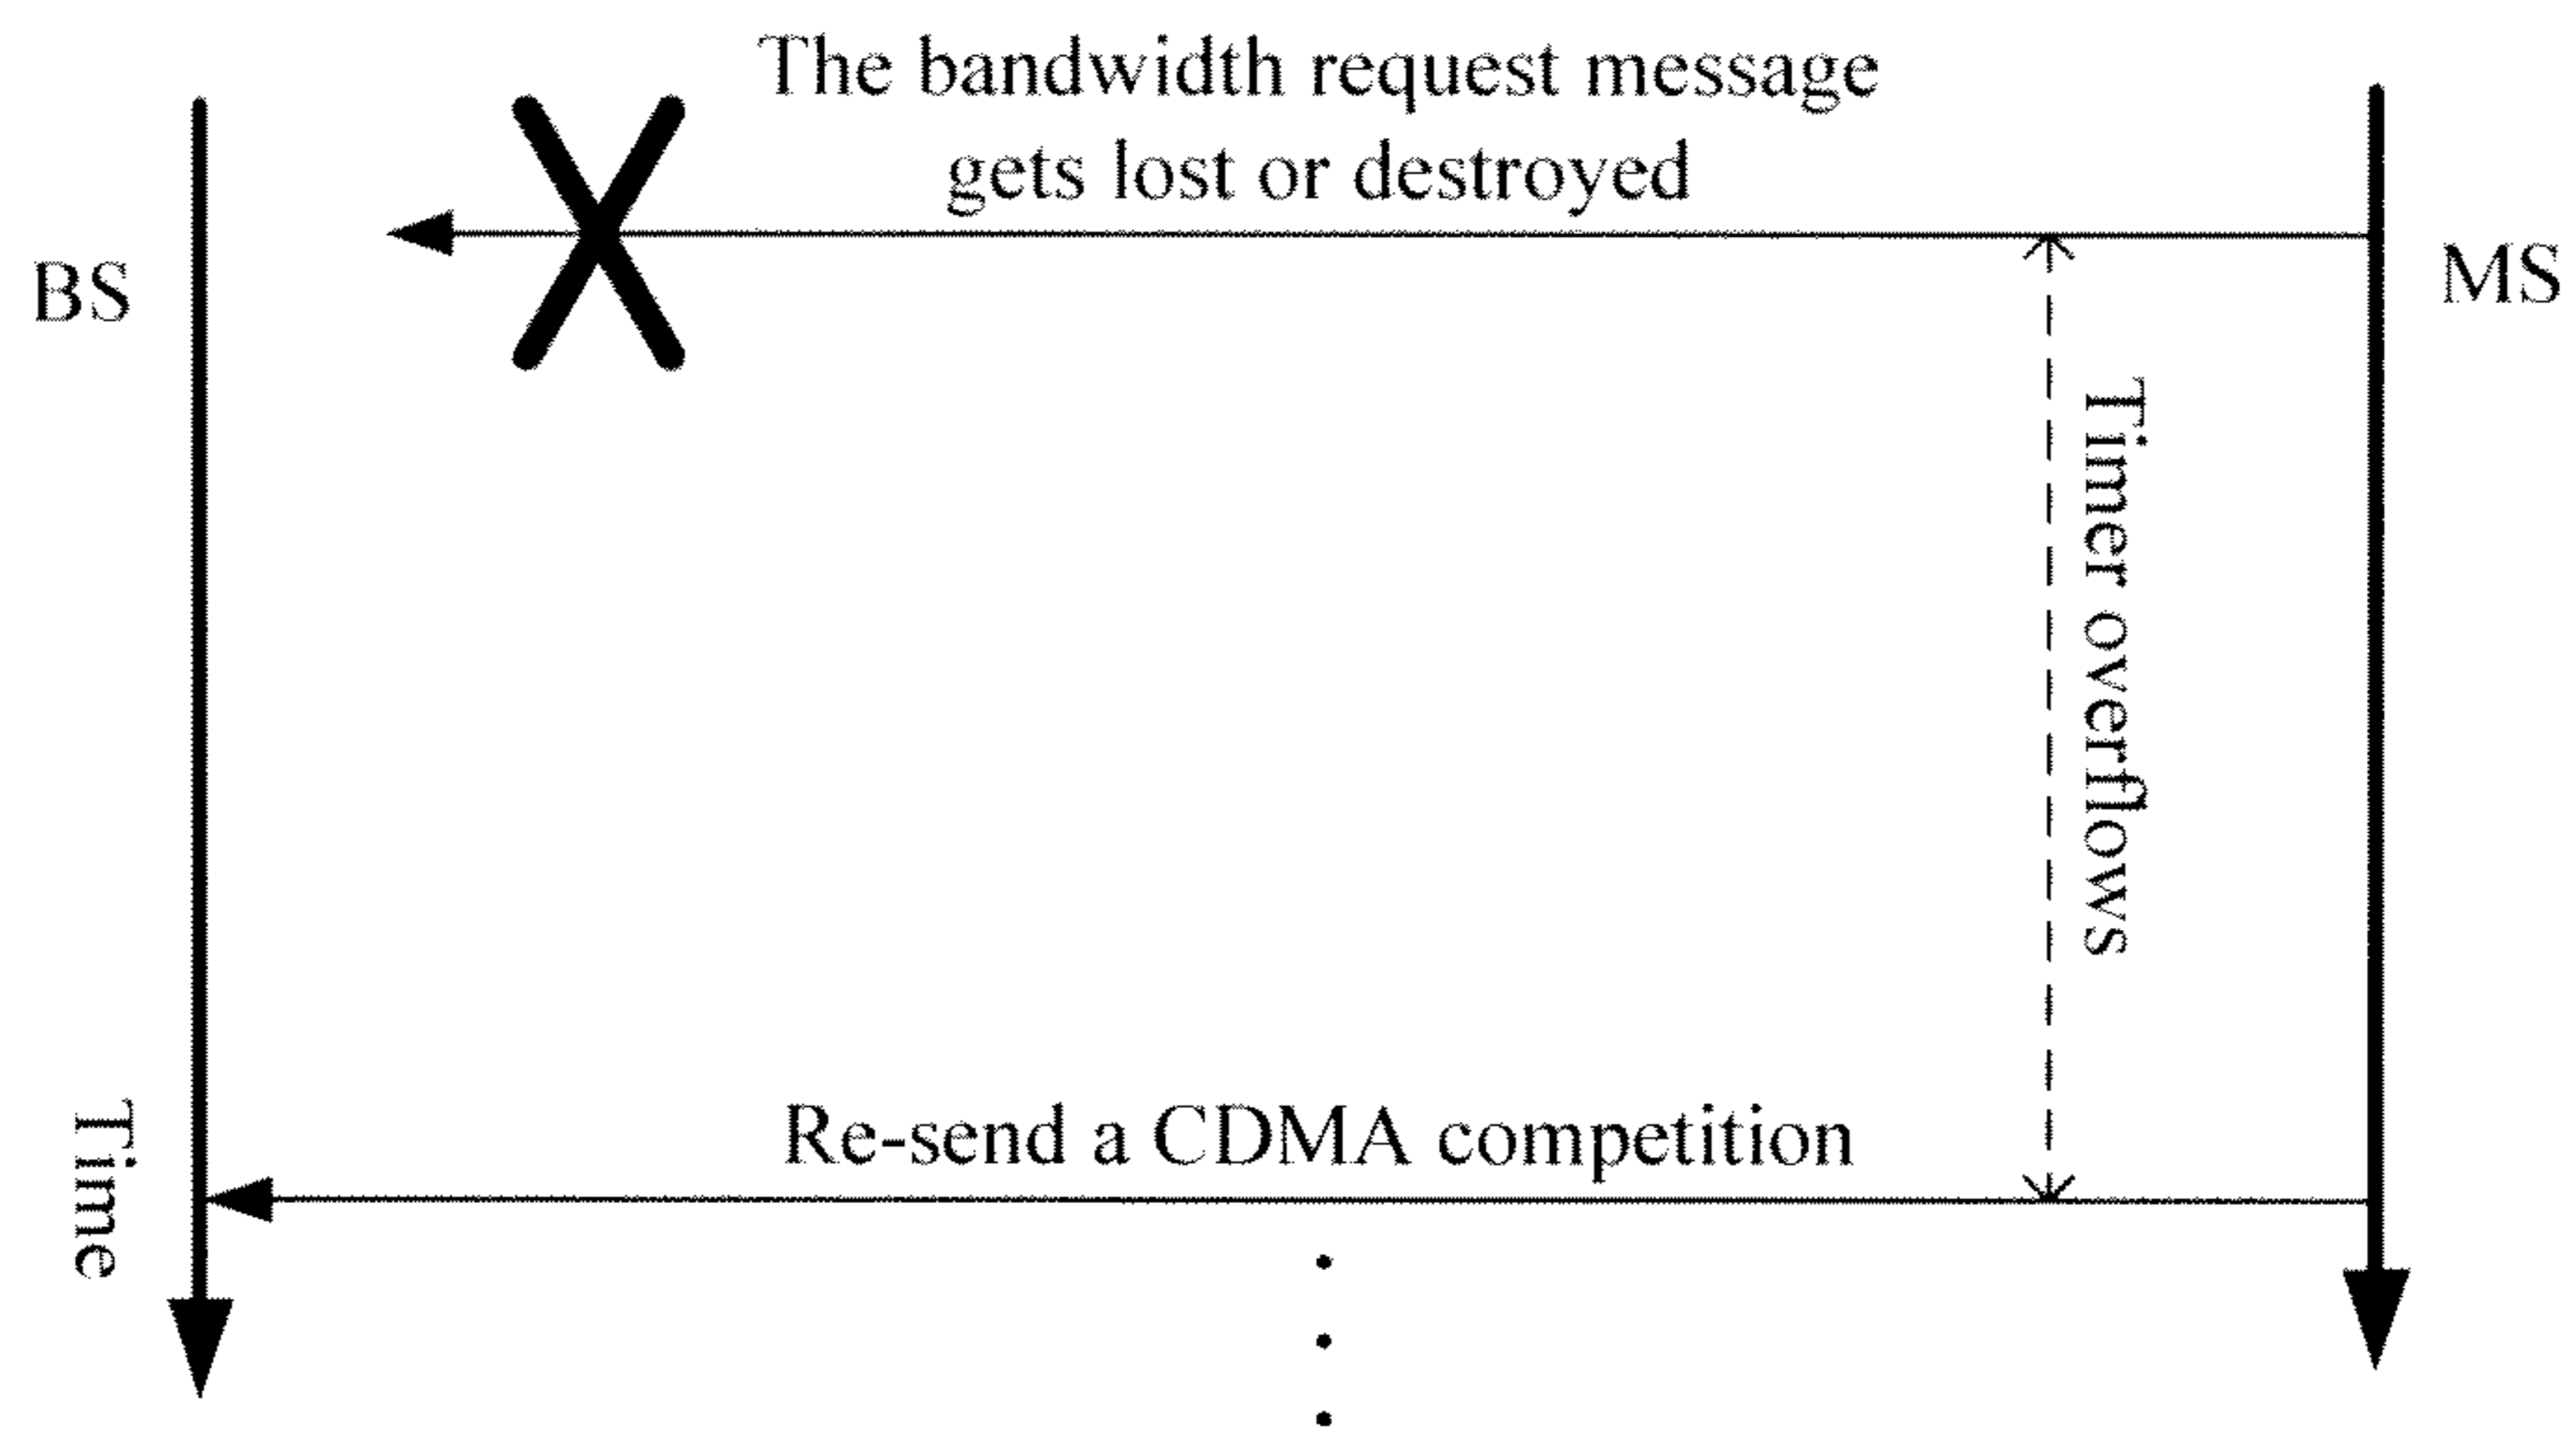 The bandwidth request message
gets lost or destroyed
BS
MS
Timer overflows
Re-send a CDMA competition
Time